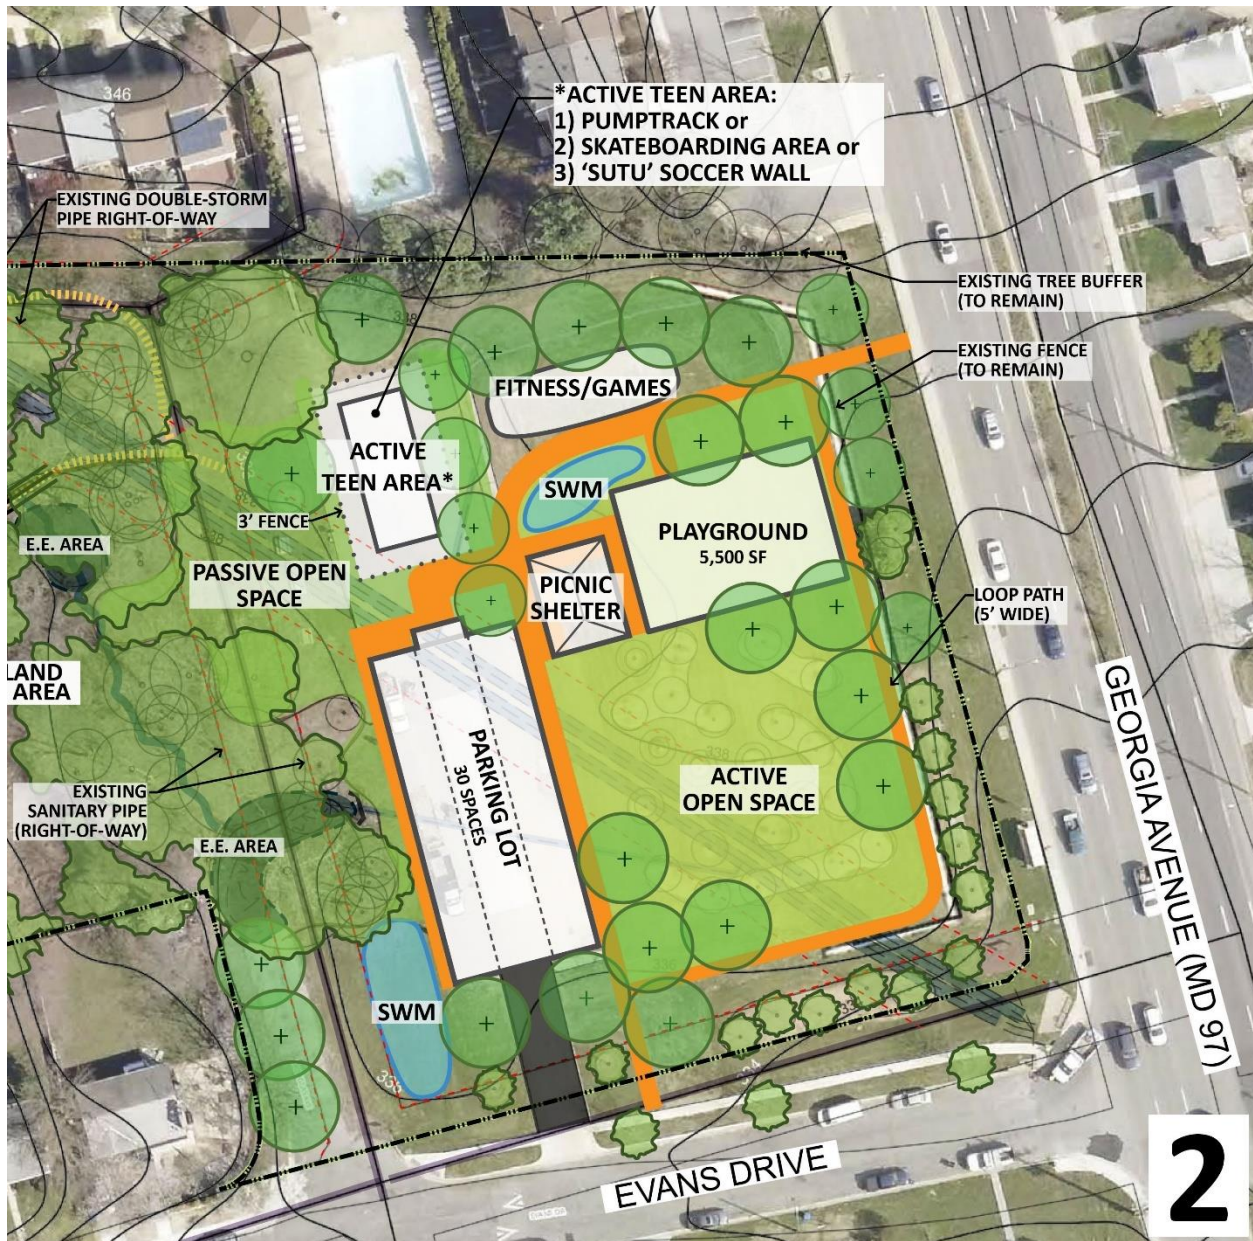 346
*ACTIVE TEEN AREA:
1) PUMPTRACK or
2) SKATEBOARDING AREA or
3) ‘SUTU’ SOCCER WALL
EXISTING DOUBLE-STORM
PIPE RIGHT-OF-WAY
EXISTING TREE BUFFER
(TO REMAIN)
338
EXISTING FENCE
(TO REMAIN)
FITNESS/GAMES
ACTIVE
TEEN AREA*
SWM
3’ FENCE
PLAYGROUND
5,500 SF
E.E. AREA
PASSIVE OPEN
SPACE
PICNIC
SHELTER
LOOP PATH
(5’ WIDE)
LAND
AREA
GEORGIA AVENUE (MD 97)
PARKING LOT
30 SPACES
338
ACTIVE
OPEN SPACE
EXISTING
SANITARY PIPE
(RIGHT-OF-WAY)
E.E. AREA
336
SWM
336
EVANS DRIVE
2